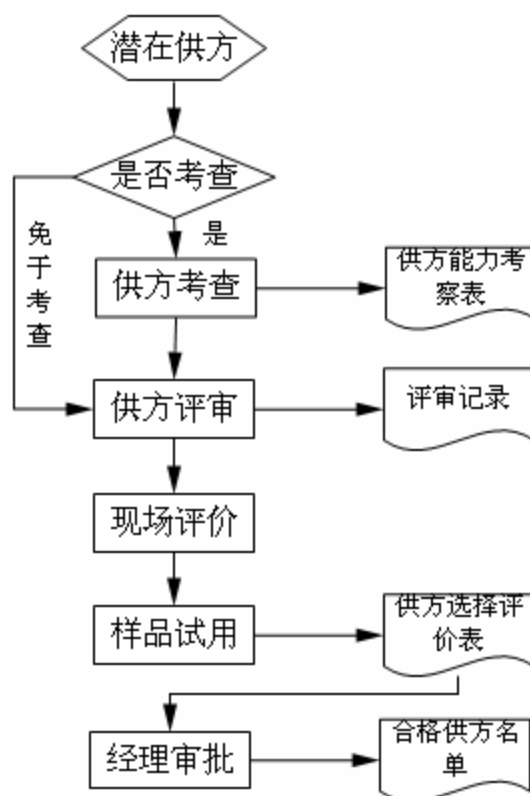 潜在供方
是否考查
免
于
考
查
是
供方考查
供方能力考
察表
供方评审
评审记录
现场评价
样品试用
供方选择评
价表
经理审批
合格供方名
单